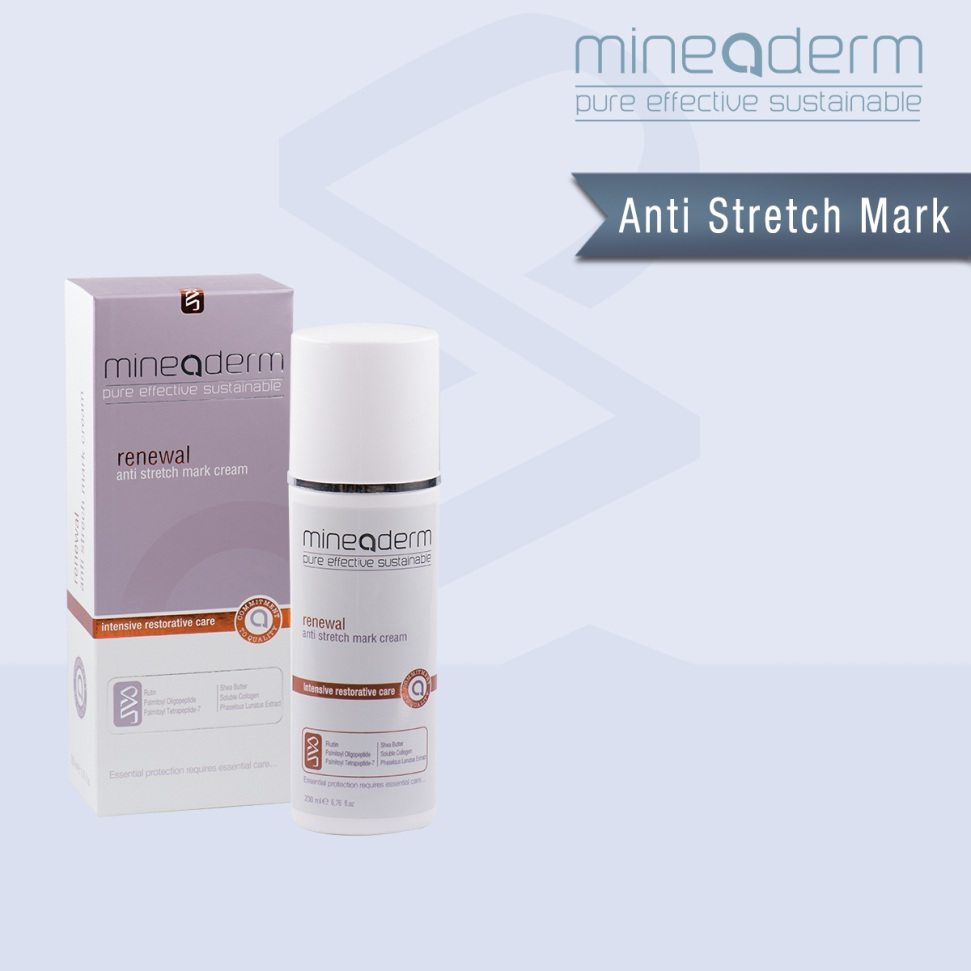 mineaderm
pure effective sustainable
Anti Stretch Mark
mineaderm
pure effective sustainable
renewal
anti stretch mark cream
renewal
anti stretch mark cream
intensive restorative care
COMMITMENT
TO QUALITY
Rutin
Palmitoyl Oligopeptide
Palmitoyl Tetrapeptide-7
Shea Butter
Soluble Collagen
Phaseolus Lunatus Extract
Essential protection requires essential care...
mineaderm
pure effective sustainable
renewal
anti stretch mark cream
intensive restorative care
Rutin
Palmitoyl Oligopeptide
Palmitoyl Tetrapeptide-7
Shea Butter
Soluble Collagen
Phaseolus Lunatus Extract
Essential protection requires essential care...
230 ml e 6.76 fl.oz